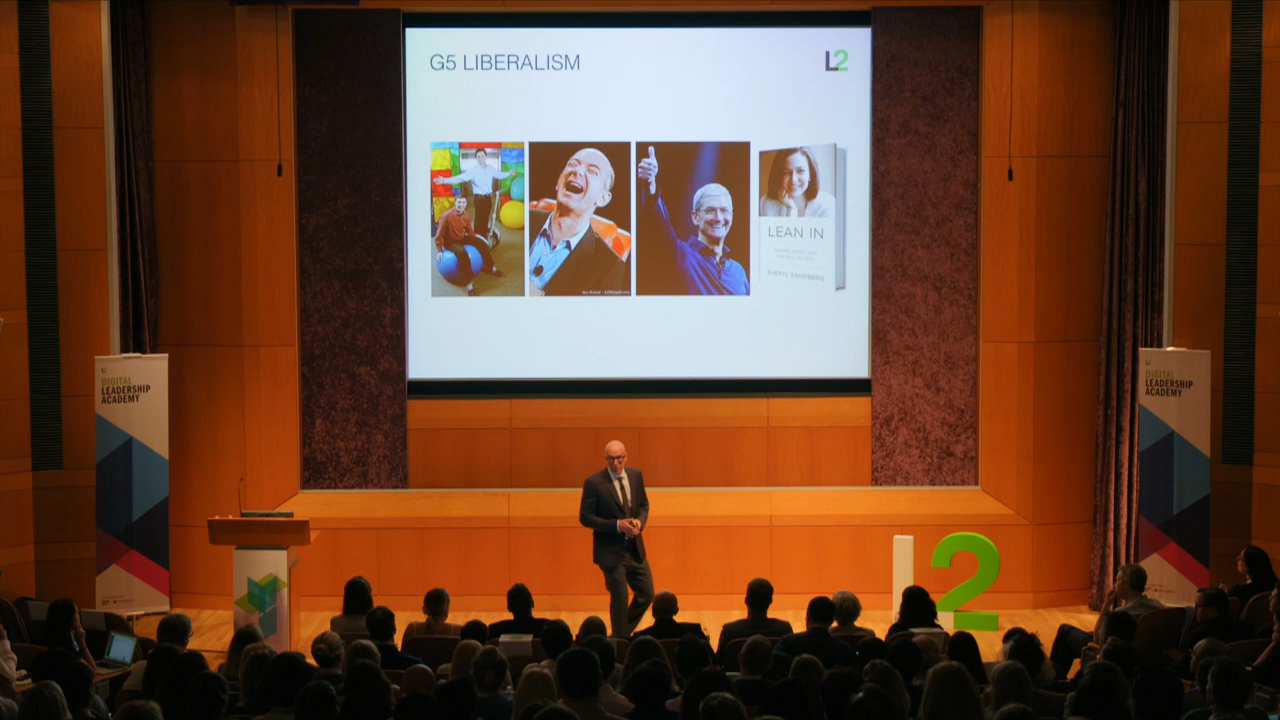 G5 LIBERALISM
L2
LEAN IN
SHERYL SANDBERG
DIGITAL
LEADERSHIP
ACADEMY
DIGITAL
LEADERSHIP
ACADEMY
L2